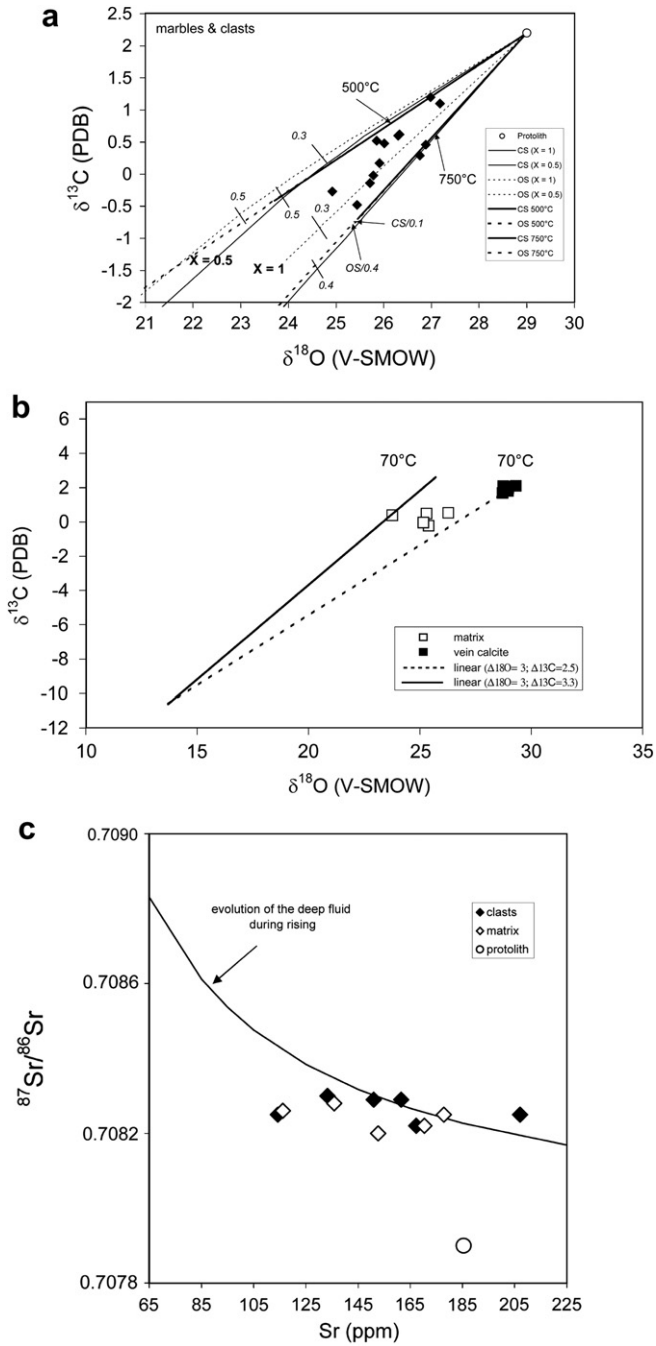 a
marbles & clasts
2.5
2
1.5
1
0.5
0
-0.5
-1
-1.5
-2
δ13C (PDB)
500°C
750°C
0.3
0.5
0.5
0.3
CS/0.1
OS/0.4
0.4
X = 0.5
X = 1
Protolith
CS (X = 1)
CS (X = 0.5)
OS (X = 1)
OS (X = 0.5)
CS 500°C
OS 500°C
CS 750°C
OS 750°C
21 22 23 24 25 26 27 28 29 30
δ18O (V-SMOW)
b
6
4
2
0
-2
-4
-6
-8
-10
-12
δ13C (PDB)
70°C 70°C
matrix
vein calcite
linear (Δ18O= 3; Δ13C=2.5)
linear (Δ18O= 3; Δ13C=3.3)
10 15 20 25 30 35
δ18O (V-SMOW)
c
0.7090
0.7086
0.7082
0.7078
87Sr/86Sr
evolution of the deep fluid
during rising
clasts
matrix
protolith
65 85 105 125 145 165 185 205 225
Sr (ppm)